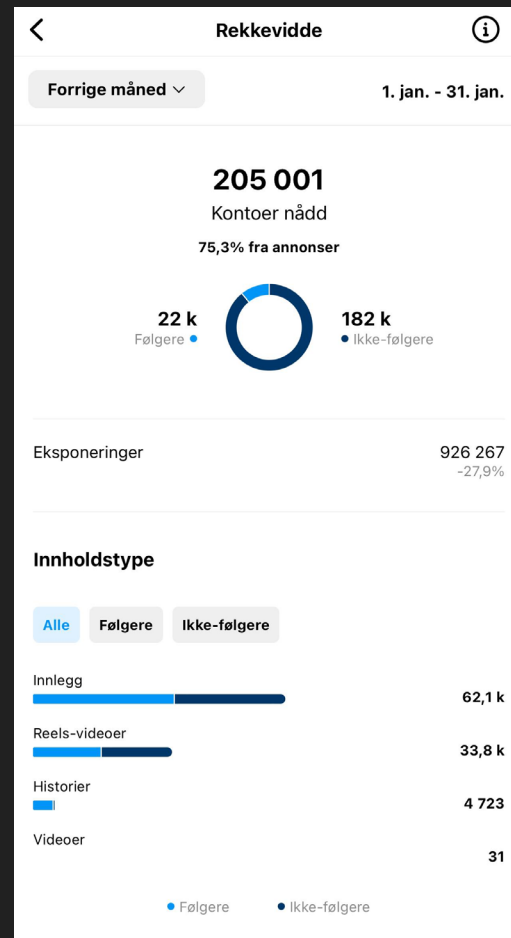 Rekkevidde
Forrige måned
1. jan. - 31. jan.
205 001
Kontoer nådd
75,3% fra annonser
22 k
Følgere
182 k
Ikke-følgere
Eksponeringer
926 267
-27,9%
Innholdstype
Alle
Følgere
Ikke-følgere
Innlegg
62,1 k
Reels-videoer
33,8 k
Historier
4 723
Videoer
31
Følgere
Ikke-følgere